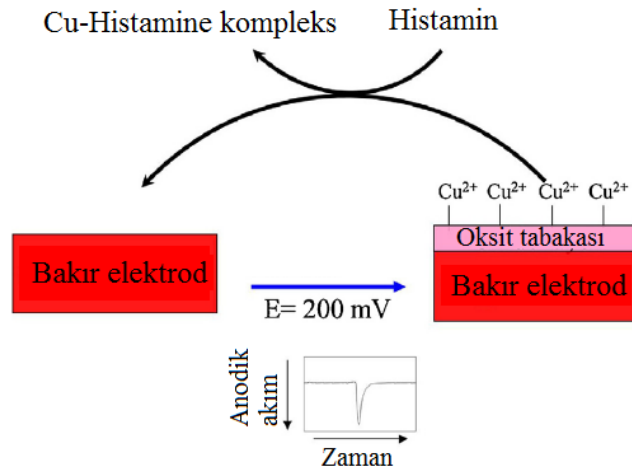 Cu-Histamine kompleks
Histamin
Cu²⁺ Cu²⁺ Cu²⁺ Cu²⁺
Oksit tabakası
Bakır elektrod
Bakır elektrod
E= 200 mV
Anodik
akım
Zaman